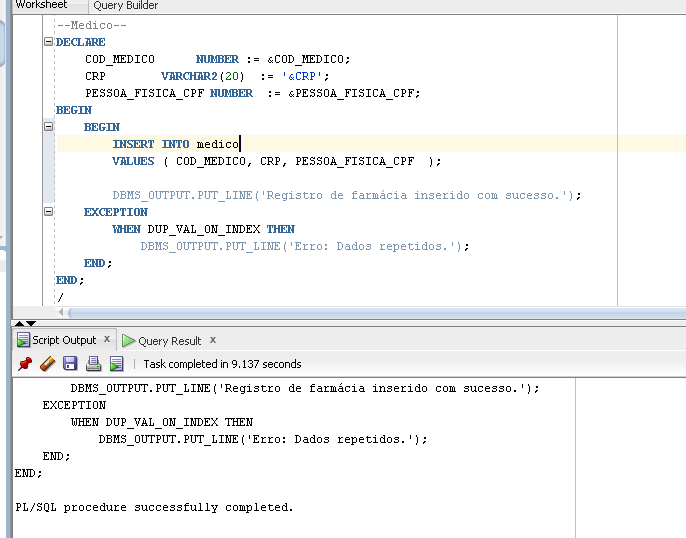 Worksheet Query Builder
--Medico--
DECLARE
COD_MEDICO NUMBER := &COD_MEDICO;
CRP VARCHAR2(20) := '&CRP';
PESSOA_FISICA_CPF NUMBER := &PESSOA_FISICA_CPF;
BEGIN
BEGIN
INSERT INTO medico
VALUES ( COD_MEDICO, CRP, PESSOA_FISICA_CPF );
DBMS_OUTPUT.PUT_LINE('Registro de farmácia inserido com sucesso.');
EXCEPTION
WHEN DUP_VAL_ON_INDEX THEN
DBMS_OUTPUT.PUT_LINE('Erro: Dados repetidos.');
END;
END;
/
Script Output x Query Result x
Task completed in 9.137 seconds
DBMS_OUTPUT.PUT_LINE('Registro de farmácia inserido com sucesso.');
EXCEPTION
WHEN DUP_VAL_ON_INDEX THEN
DBMS_OUTPUT.PUT_LINE('Erro: Dados repetidos.');
END;
END;
PL/SQL procedure successfully completed.